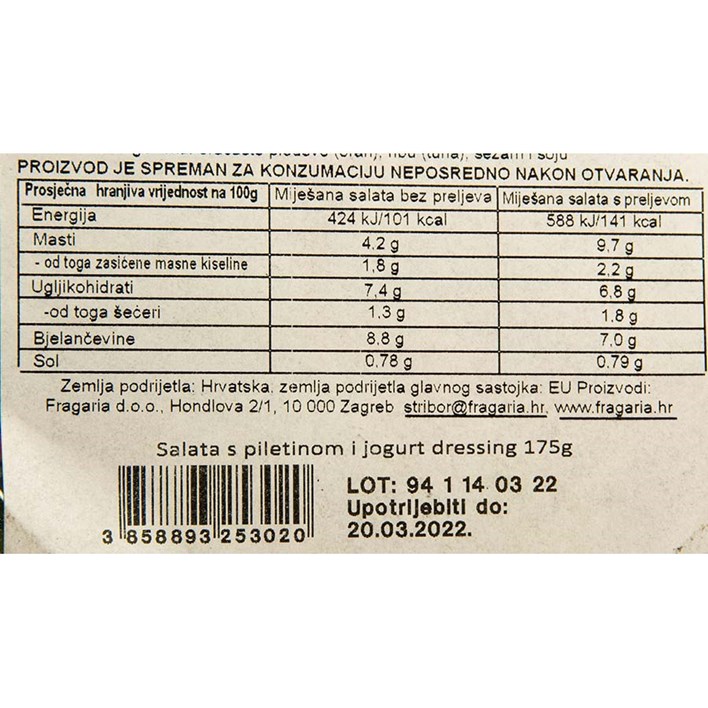 PROIZVOD JE SPREMAN ZA KONZUMACIJU NEPOSREDNO NAKON OTVARANJA.
Prosječna hranjiva vrijednost na 100g Miješana salata bez preljeva Miješana salata s preljevom
Energija 424 kJ/101 kcal 588 kJ/141 kcal
Masti 4.2 g 9,7 g
- od toga zasićene masne kiseline 1,8 g 2,2 g
Ugljikohidrati 7,4 g 6,8 g
-od toga šećeri 1,3 g 1.8 g
Bjelančevine 8,8 g 7,0 g
Sol 0,78 g 0.79 g
Zemlja podrijetla: Hrvatska, zemlja podrijetla glavnog sastojka: EU Proizvodi:
Fragaria d.o.o., Hondlova 2/1, 10 000 Zagreb stribor@fragaria.hr, www.fragaria.hr
Salata s piletinom i jogurt dressing 175g
LOT: 94 1 14 03 22
Upotrijebiti do:
20.03.2022.
3 858893 253020